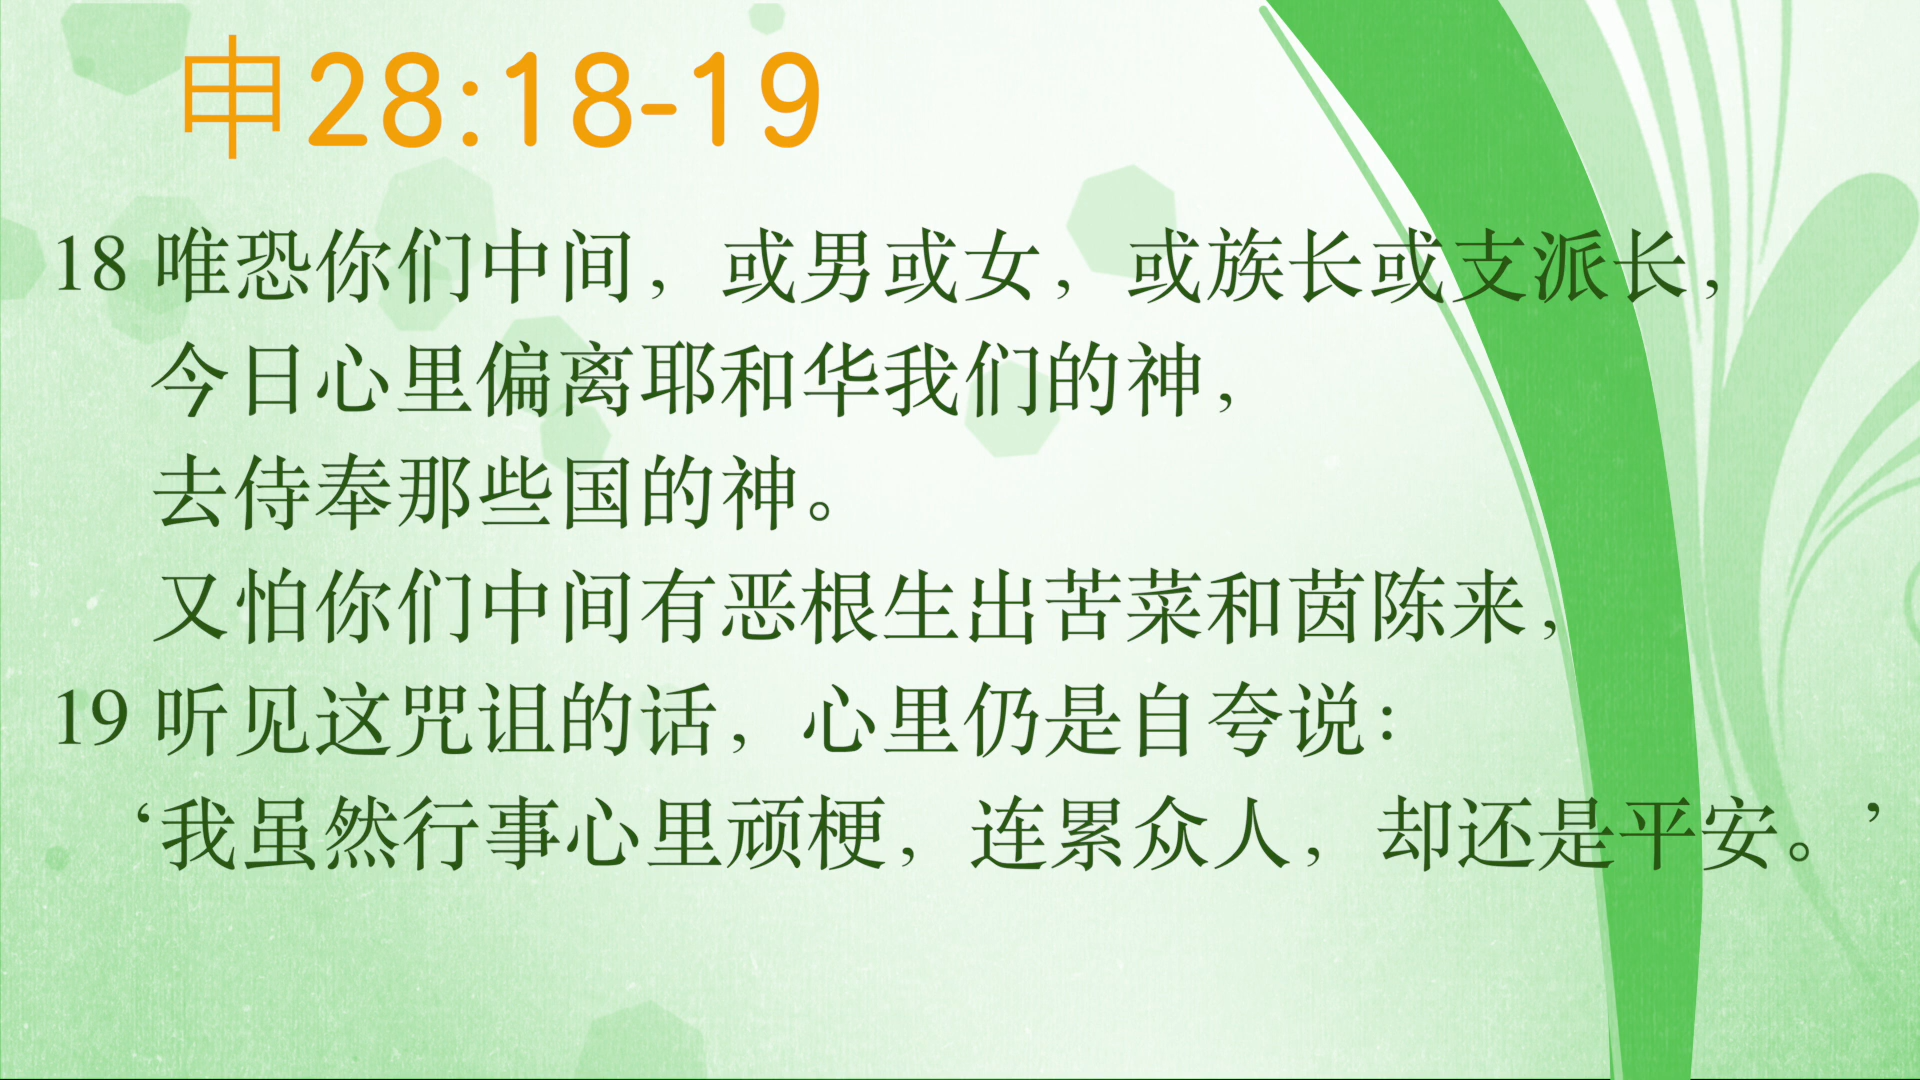 申28:18-19
18 唯恐你们中间，或男或女，或族长或支派长，
今日心里偏离耶和华我们的神，
去侍奉那些国的神。
又怕你们中间有恶根生出苦菜和茵陈来，
19 听见这咒诅的话，心里仍是自夸说：
‘我虽然行事心里顽梗，连累众人，却还是平安。’